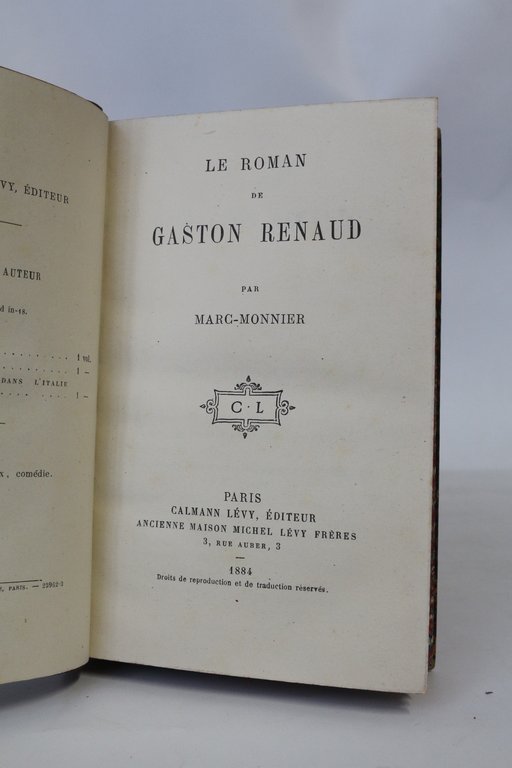 VY, ÉDITEUR
AUTEUR
d in-18.
. . . . . . . . 1 vol.
. . . . . . . . 1 —
DANS L'ITALIE
. . . . . . . 1 —
x, comédie.
, PARIS. — 25962-3
LE ROMAN
DE
GASTON RENAUD
PAR
MARC-MONNIER
C·L
PARIS
CALMANN LÉVY, ÉDITEUR
ANCIENNE MAISON MICHEL LÉVY FRÈRES
3, RUE AUBER, 3
1884
Droits de reproduction et de traduction réservés.